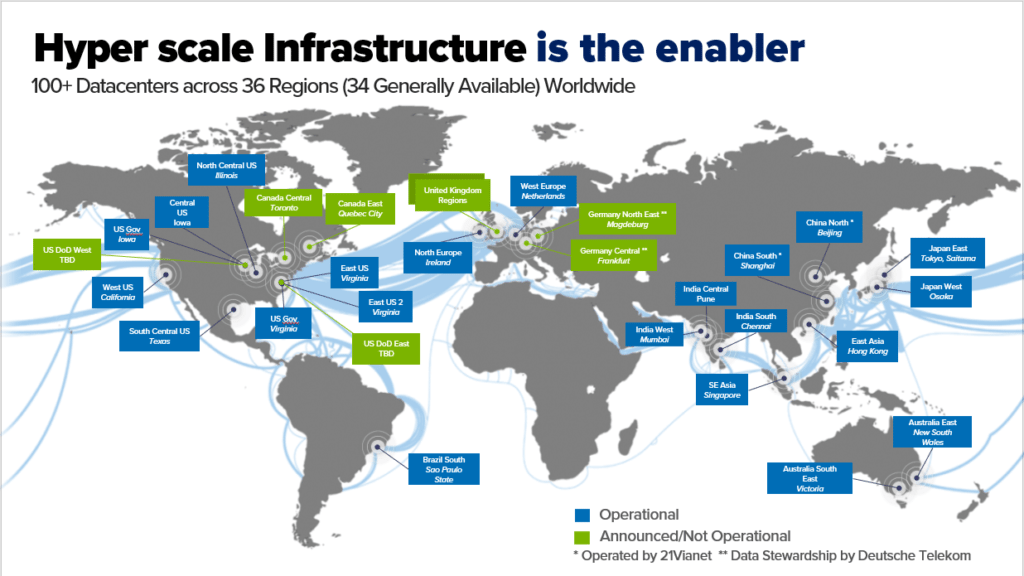 Hyper scale Infrastructure is the enabler
100+ Datacenters across 36 Regions (34 Generally Available) Worldwide
North Central US
Illinois
Central
US
Iowa
US Gov
Iowa
US DoD West
TBD
West US
California
South Central US
Texas
Canada Central
Toronto
Canada East
Quebec City
East US
Virginia
East US 2
Virginia
US Gov
Virginia
US DoD East
TBD
Brazil South
Sao Paulo
State
United Kingdom
Regions
West Europe
Netherlands
North Europe
Ireland
Germany North East **
Magdeburg
Germany Central **
Frankfurt
China North *
Beijing
China South *
Shanghai
Japan East
Tokyo, Saitama
Japan West
Osaka
India Central
Pune
India South
Chennai
India West
Mumbai
East Asia
Hong Kong
SE Asia
Singapore
Australia East
New South
Wales
Australia South
East
Victoria
Operational
Announced/Not Operational
* Operated by 21Vianet ** Data Stewardship by Deutsche Telekom